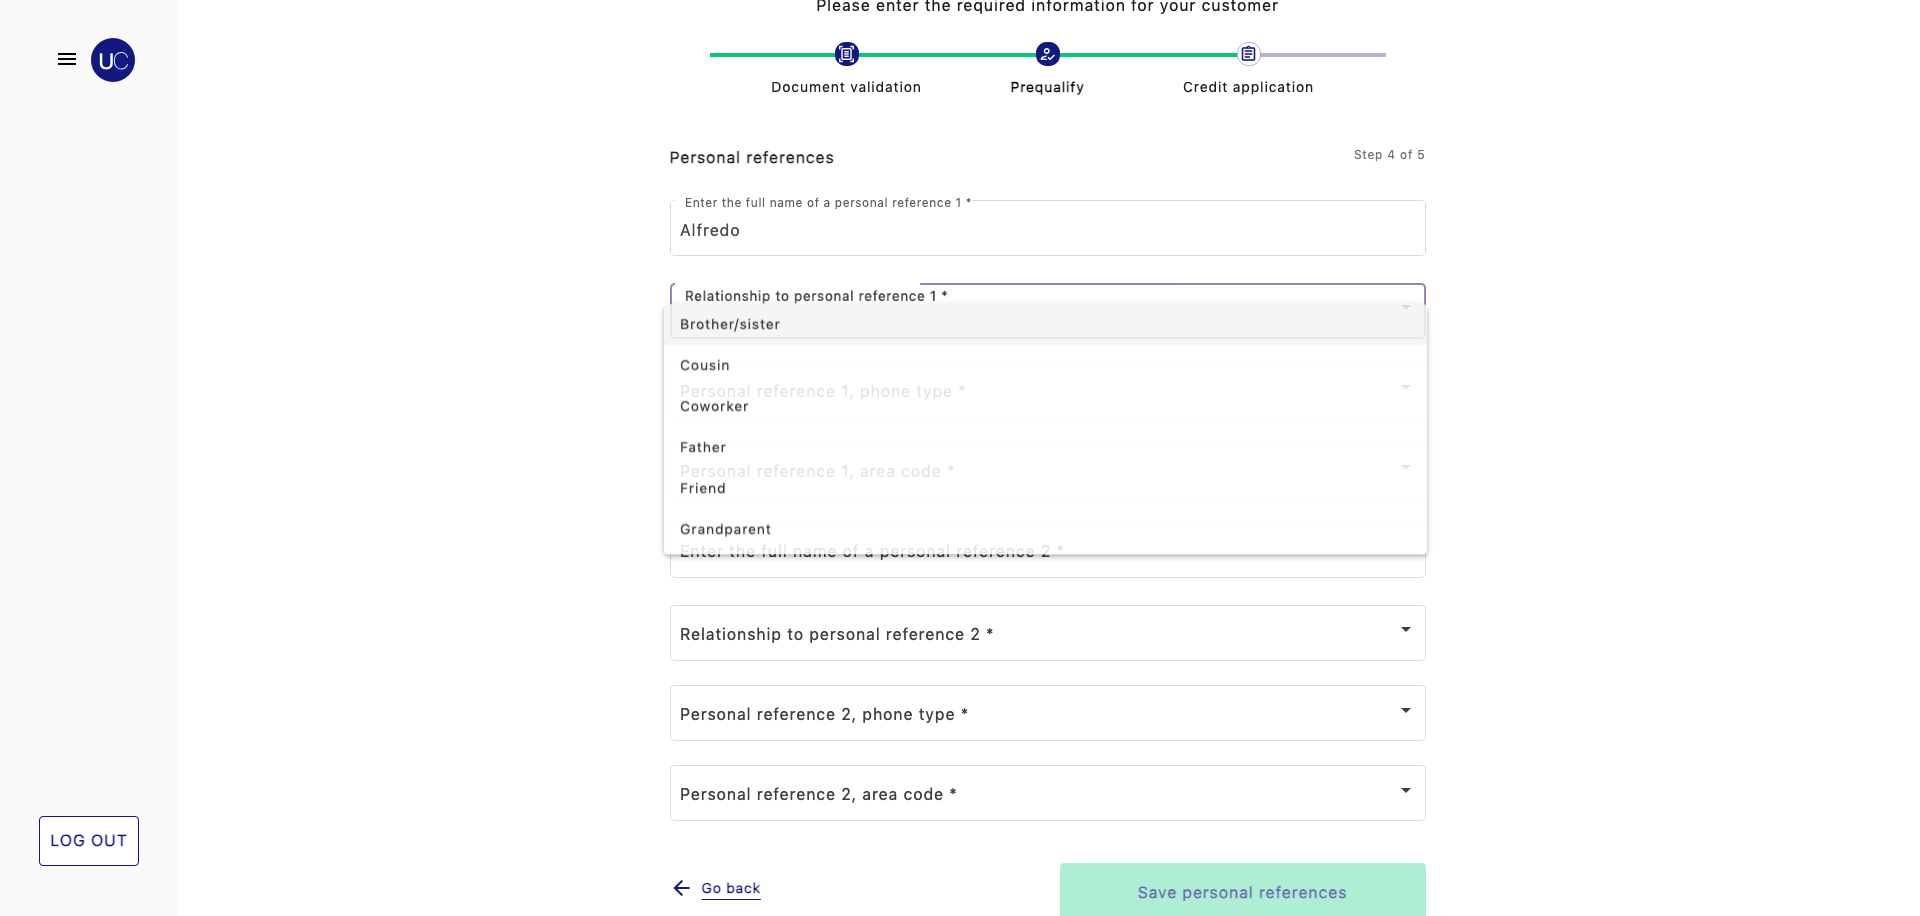 Please enter the required information for your customer
UC
Document validation
Prequalify
Credit application
Personal references
Step 4 of 5
Enter the full name of a personal reference 1 *
Alfredo
Relationship to personal reference 1 *
Brother/sister
Cousin
Personal reference 1, phone type *
Coworker
Father
Personal reference 1, area code *
Friend
Grandparent
Enter the full name of a personal reference 2 *
Relationship to personal reference 2 *
Personal reference 2, phone type *
Personal reference 2, area code *
LOG OUT
Go back
Save personal references